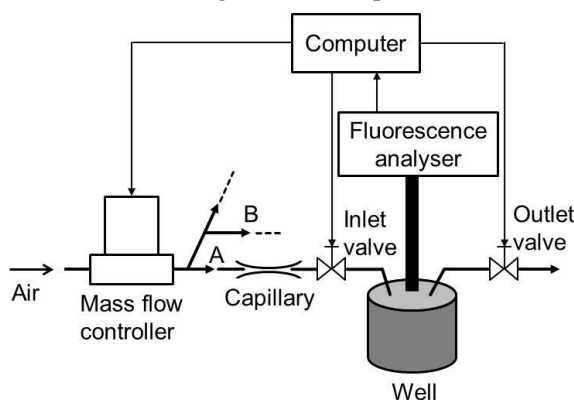 Computer
Fluorescence
analyser
B
A
Inlet
valve
Outlet
valve
Air
Mass flow
controller
Capillary
Well